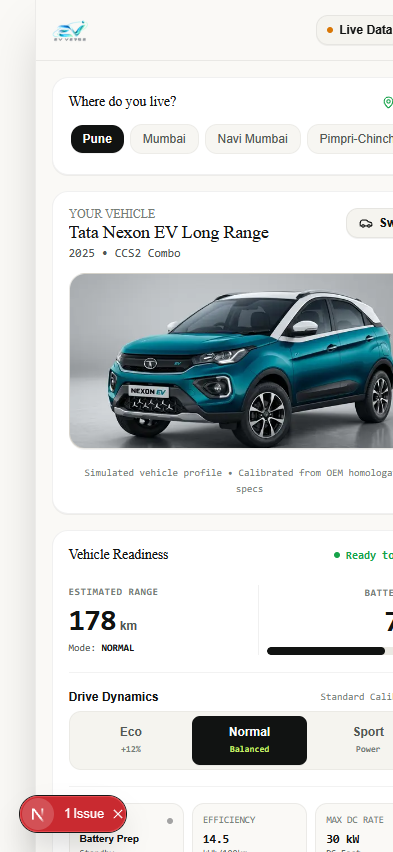 EV
Live Data
Where do you live?
Pune
Mumbai
Navi Mumbai
Pimpri-Chinch
YOUR VEHICLE
Tata Nexon EV Long Range
Sw
2025 • CCS2 Combo
NEXON EV
Simulated vehicle profile • Calibrated from OEM homologa
specs
Vehicle Readiness
Ready to
ESTIMATED RANGE
BATTE
178 km
7
Mode: NORMAL
Drive Dynamics
Standard Cali
Eco
Normal
Sport
+12%
Balanced
Power
N
1 Issue
Battery Prep
EFFICIENCY
14.5
MAX DC RATE
30 kW